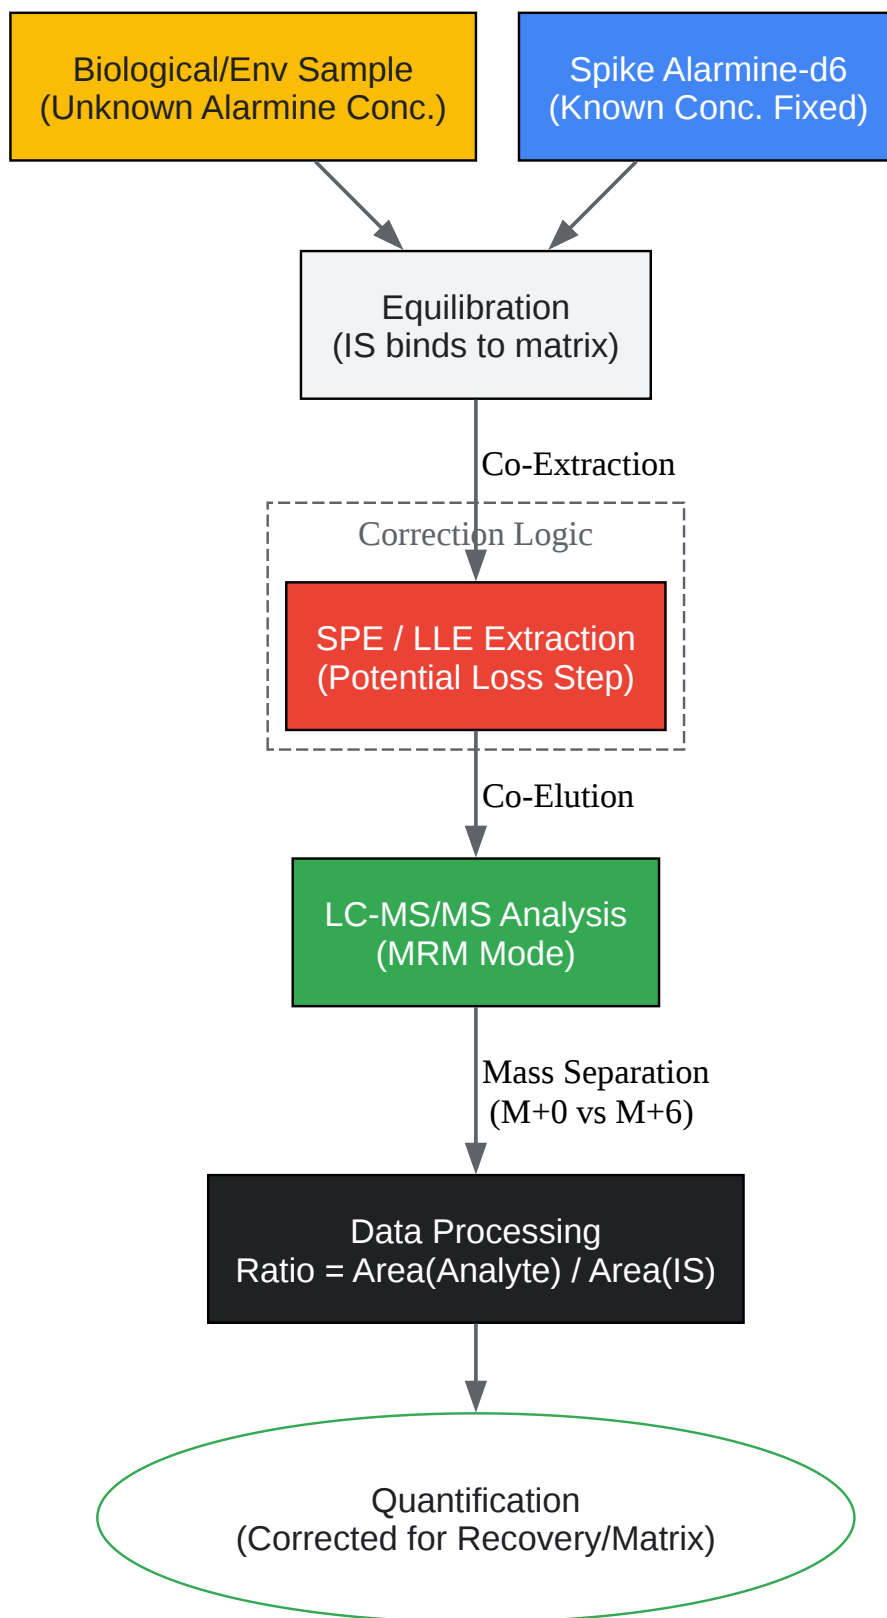 Biological/Env Sample
(Unknown Alarmine Conc.)
Spike Alarmine-d6
(Known Conc. Fixed)
Equilibration
(IS binds to matrix)
Co-Extraction
Correction Logic
SPE / LLE Extraction
(Potential Loss Step)
Co-Elution
LC-MS/MS Analysis
(MRM Mode)
Mass Separation
(M+0 vs M+6)
Data Processing
Ratio = Area(Analyte) / Area(IS)
Quantification
(Corrected for Recovery/Matrix)